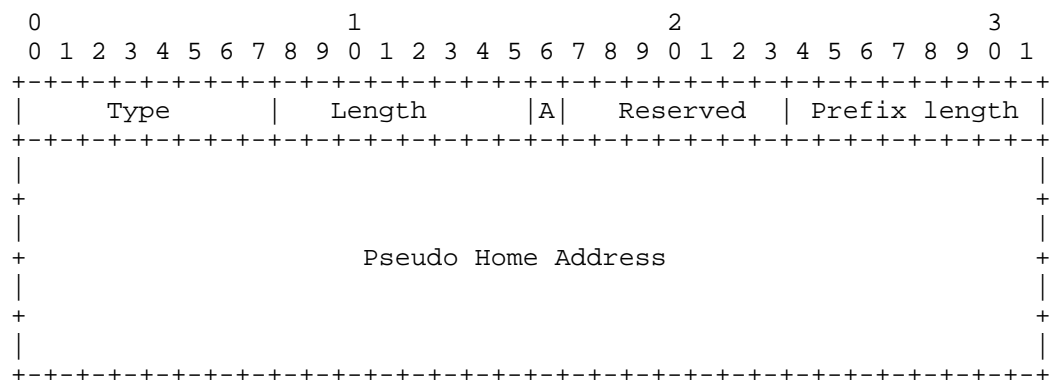 0                   1                   2                   3
 0 1 2 3 4 5 6 7 8 9 0 1 2 3 4 5 6 7 8 9 0 1 2 3 4 5 6 7 8 9 0 1
+-+-+-+-+-+-+-+-+-+-+-+-+-+-+-+-+-+-+-+-+-+-+-+-+-+-+-+-+-+-+-+-+
|     Type      |   Length      |A|   Reserved  | Prefix length |
+-+-+-+-+-+-+-+-+-+-+-+-+-+-+-+-+-+-+-+-+-+-+-+-+-+-+-+-+-+-+-+-+
|                                                               |
+                                                               +
|                                                               |
+                     Pseudo Home Address                       +
|                                                               |
+                                                               +
|                                                               |
+-+-+-+-+-+-+-+-+-+-+-+-+-+-+-+-+-+-+-+-+-+-+-+-+-+-+-+-+-+-+-+-+